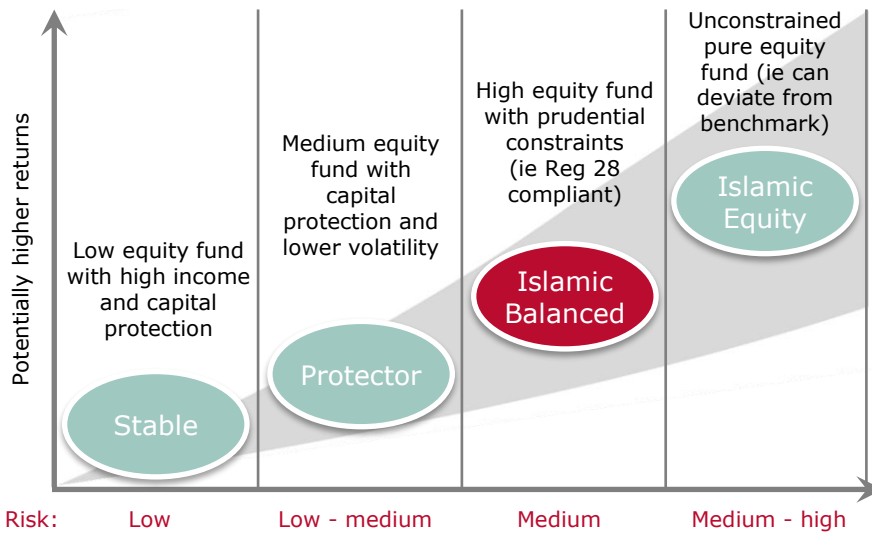 Potentially higher returns
Low equity fund
with high income
and capital
protection
Stable
Medium equity
fund with
capital
protection and
lower volatility
Protector
High equity fund
with prudential
constraints
(ie Reg 28
compliant)
Islamic
Balanced
Unconstrained
pure equity
fund (ie can
deviate from
benchmark)
Islamic
Equity
Risk: Low Low - medium Medium Medium - high